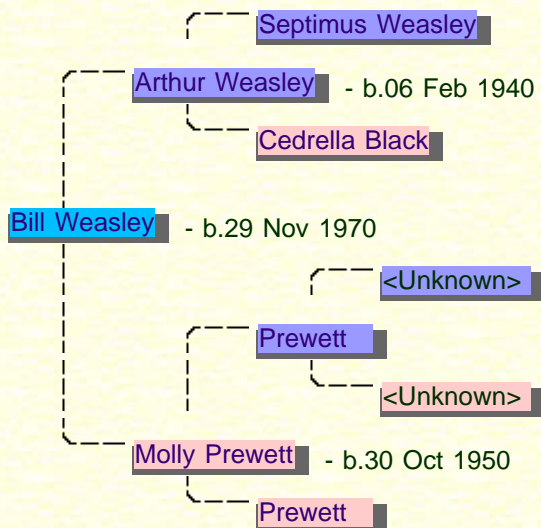 Septimus Weasley
Arthur Weasley - b.06 Feb 1940
Cedrella Black
Bill Weasley - b.29 Nov 1970
<Unknown>
Prewett
<Unknown>
Molly Prewett - b.30 Oct 1950
Prewett